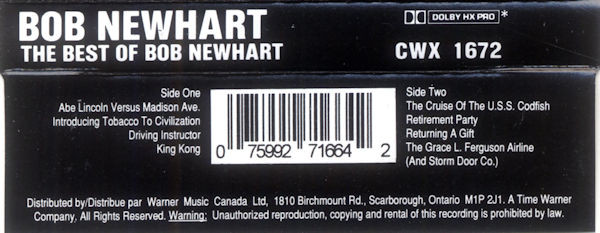 BOB NEWHART
THE BEST OF BOB NEWHART
DOLBY HX PRO *
CWX 1672
Side One
Abe Lincoln Versus Madison Ave.
Introducing Tobacco To Civilization
Driving Instructor
King Kong
0 75992 71664 2
Side Two
The Cruise Of The U.S.S. Codfish
Retirement Party
Returning A Gift
The Grace L. Ferguson Airline
(And Storm Door Co.)
Distributed by/Distribue par Warner Music Canada Ltd, 1810 Birchmount Rd., Scarborough, Ontario M1P 2J1. A Time Warner
Company, All Rights Reserved. Warning: Unauthorized reproduction, copying and rental of this recording is prohibited by law.